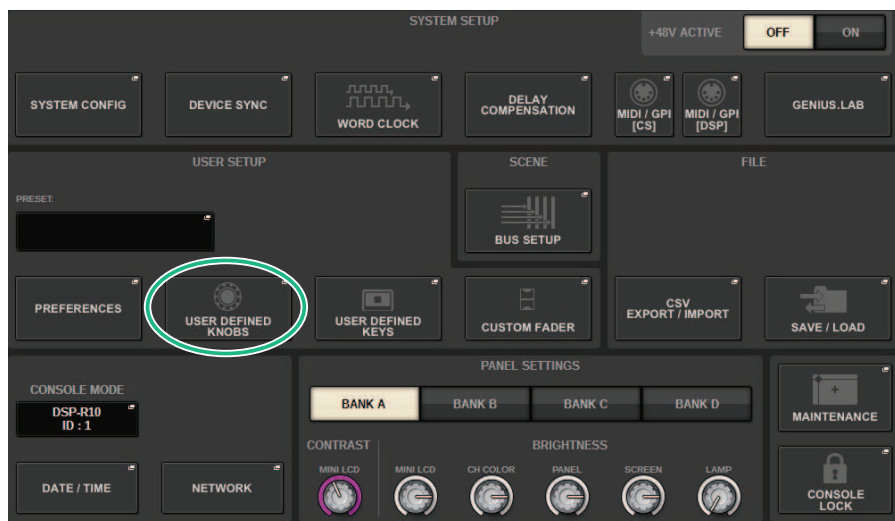 SYSTEM SETUP
+48V ACTIVE
OFF
ON
SYSTEM CONFIG
DEVICE SYNC
WORD CLOCK
DELAY
COMPENSATION
MIDI / GPI
[CS]
MIDI / GPI
[DSP]
GENIUS.LAB
USER SETUP
SCENE
FILE
PRESET:
BUS SETUP
PREFERENCES
USER DEFINED
KNOBS
USER DEFINED
KEYS
CUSTOM FADER
CSV
EXPORT / IMPORT
SAVE / LOAD
CONSOLE MODE
DSP-R10
ID : 1
DATE / TIME
NETWORK
PANEL SETTINGS
BANK A
BANK B
BANK C
BANK D
CONTRAST
BRIGHTNESS
MINI LCD
MINI LCD
CH COLOR
PANEL
SCREEN
LAMP
MAINTENANCE
CONSOLE
LOCK